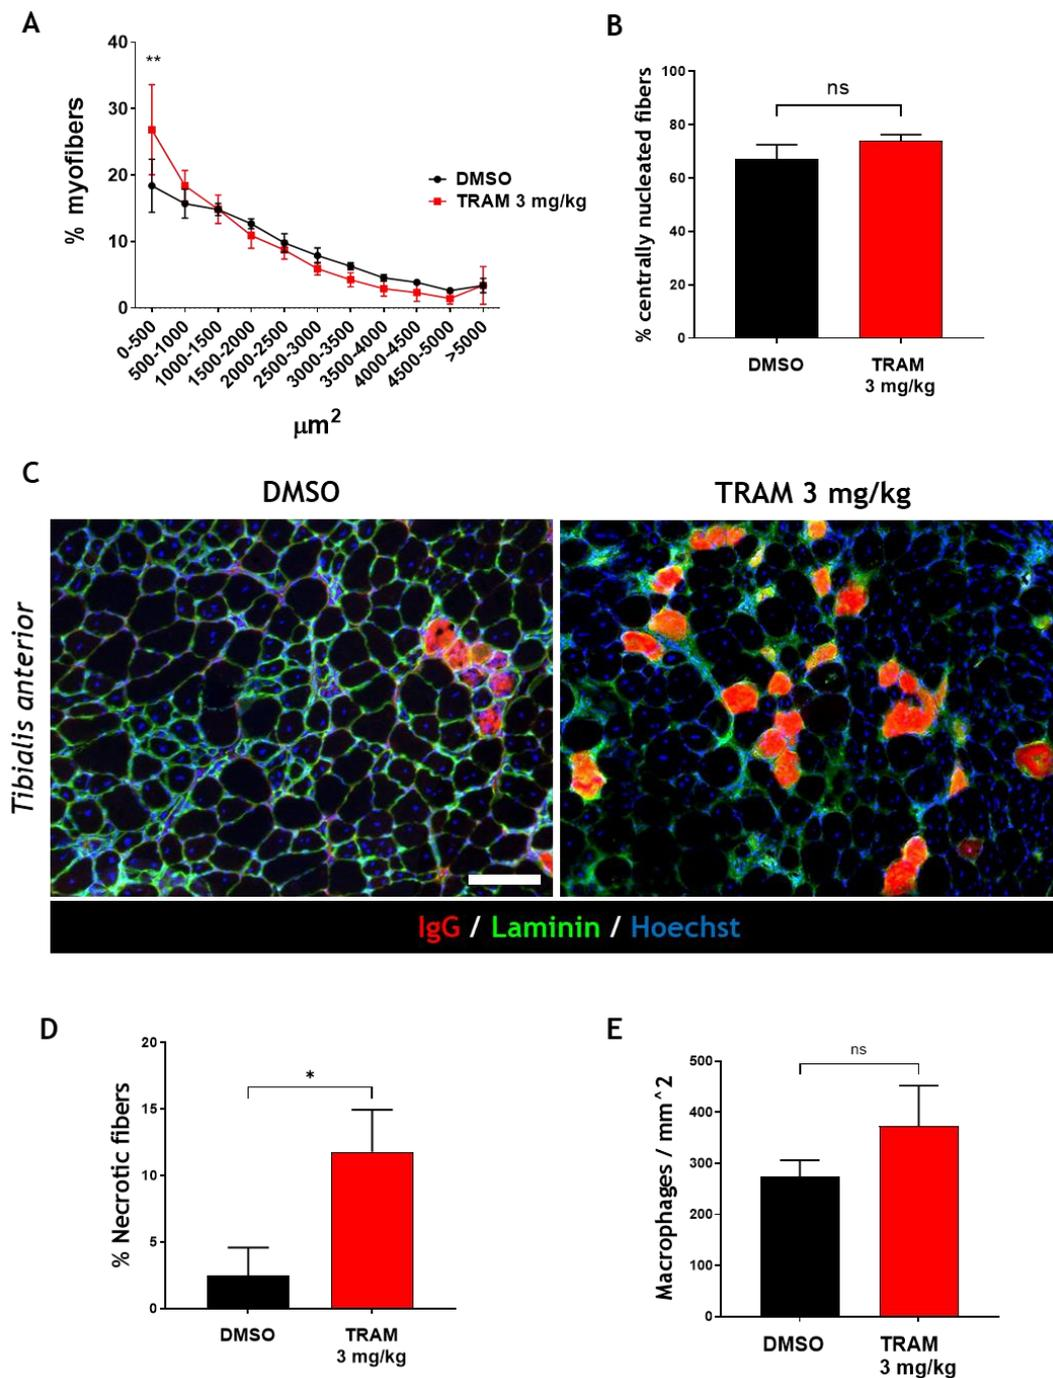 A
40
30
20
10
0
% myofibers
**
DMSO
TRAM 3 mg/kg
0-500
500-1000
1000-1500
1500-2000
2000-2500
2500-3000
3000-3500
3500-4000
4000-4500
4500-5000
>5000
μm²
B
100
80
60
40
20
0
% centrally nucleated fibers
ns
DMSO
TRAM
3 mg/kg
C
DMSO
TRAM 3 mg/kg
Tibialis anterior
IgG / Laminin / Hoechst
D
20
15
10
5
0
% Necrotic fibers
*
DMSO
TRAM
3 mg/kg
E
500
400
300
200
100
0
Macrophages / mm^2
ns
DMSO
TRAM
3 mg/kg